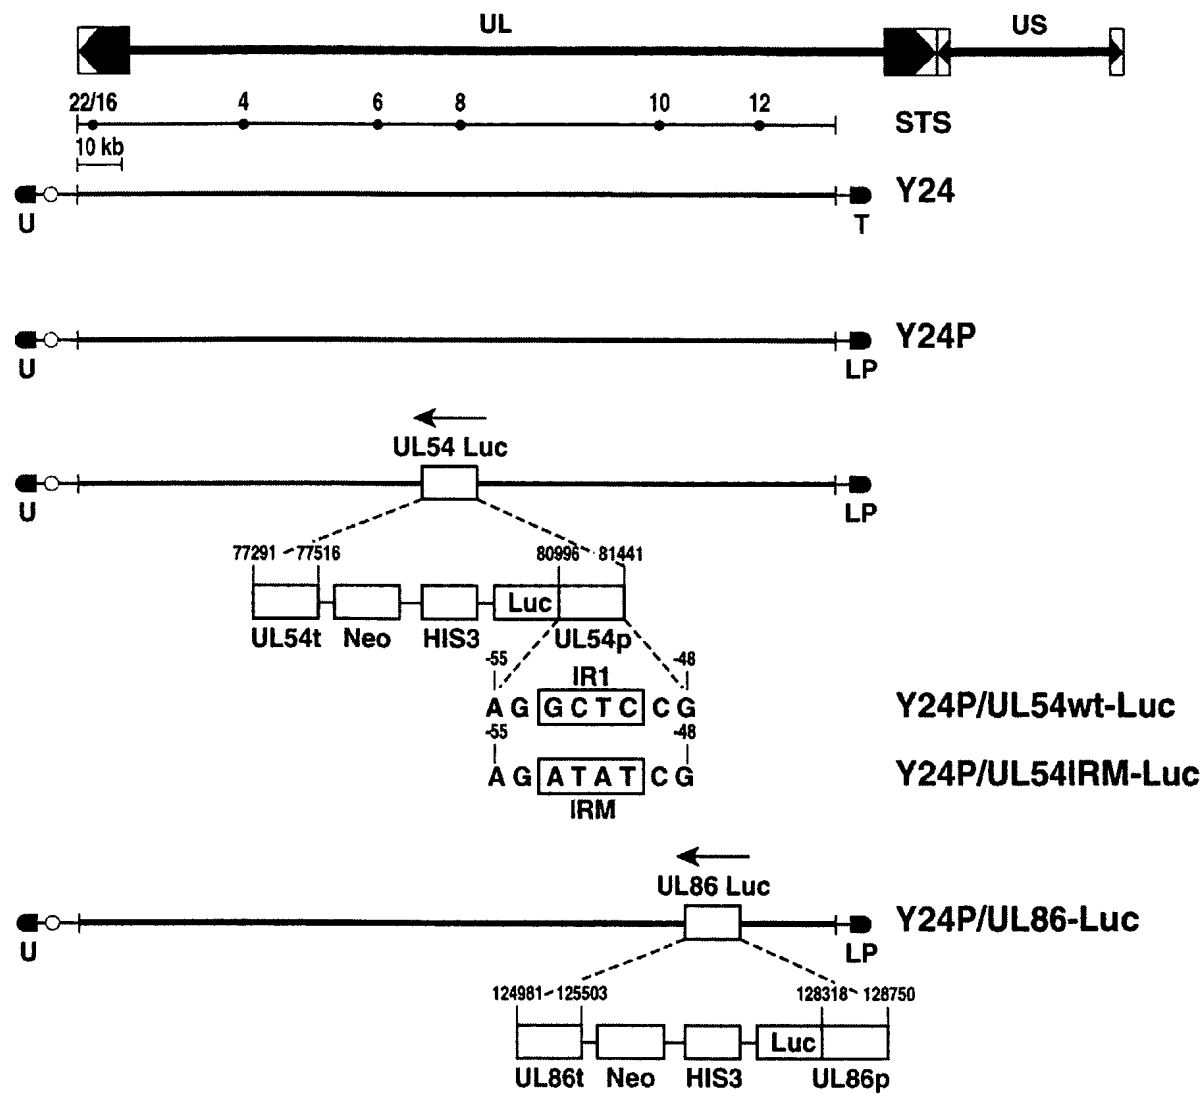 UL US
22/16 4 6 8 10 12 STS
10 kb
Y24
U T
Y24P
U LP
UL54 Luc
U LP
77291 77516 80996 81441
Luc
UL54t Neo HIS3 UL54p
-55 -48
IR1
A G G C T C C G Y24P/UL54wt-Luc
-55 -48
A G A T A T C G Y24P/UL54IRM-Luc
IRM
UL86 Luc
Y24P/UL86-Luc
U LP
124981 125503 128318 128750
Luc
UL86t Neo HIS3 UL86p